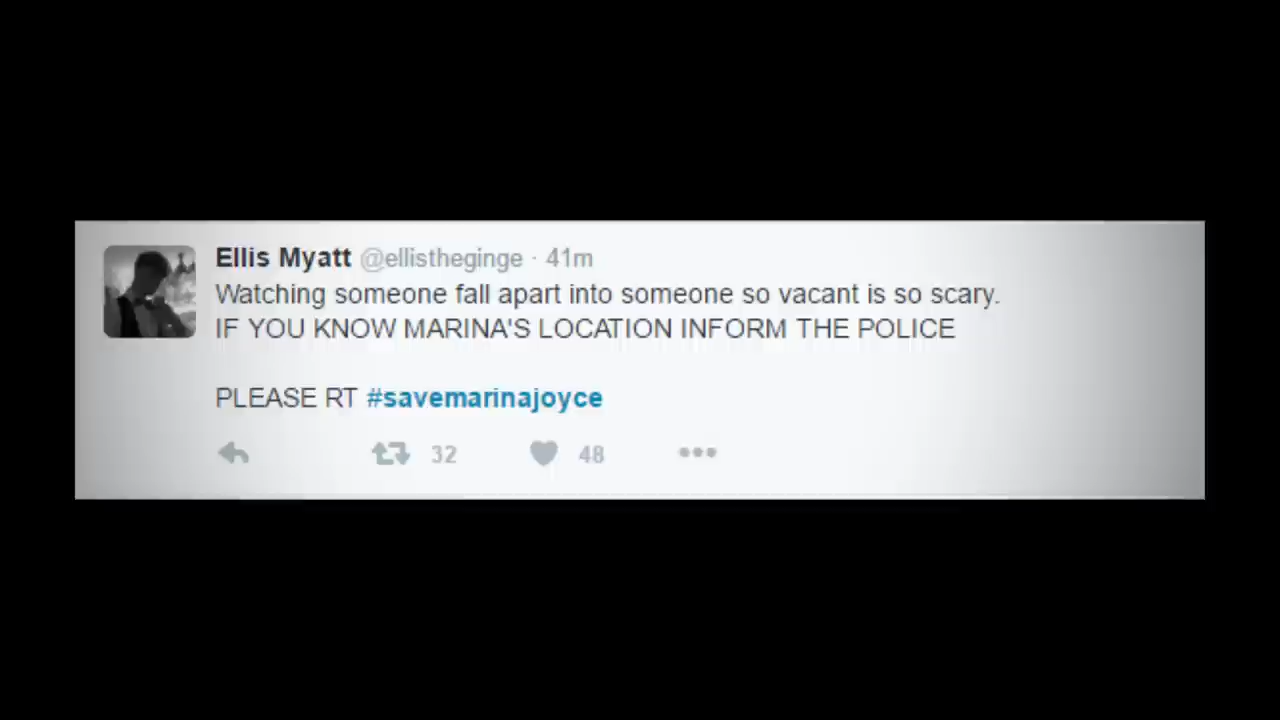 Ellis Myatt @ellistheginge · 41m
Watching someone fall apart into someone so vacant is so scary.
IF YOU KNOW MARINA'S LOCATION INFORM THE POLICE
PLEASE RT #savemarinajoyce
32 48